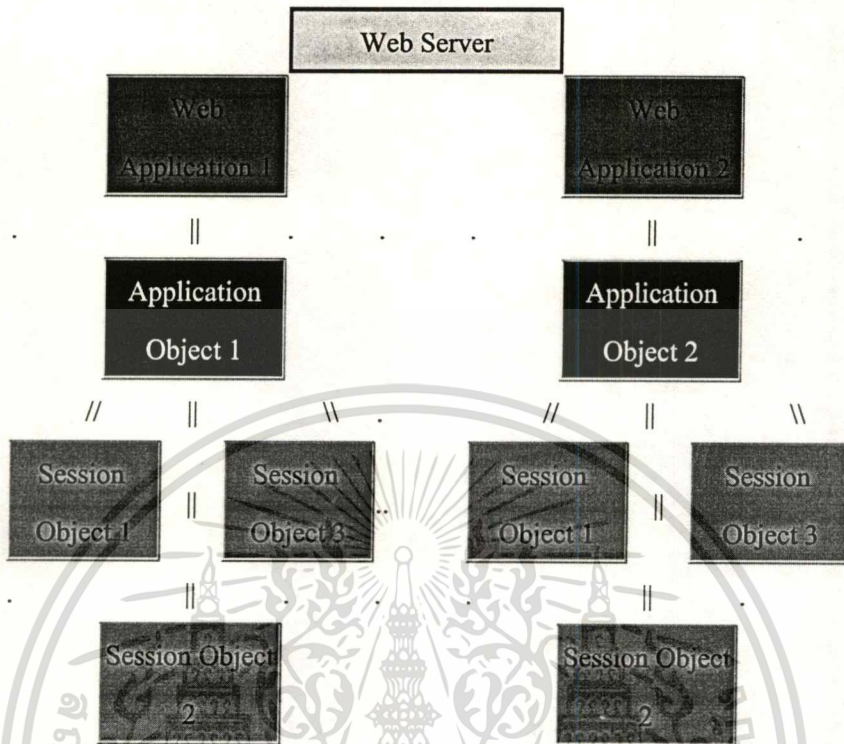 Web Server
Web
Application 1
Web
Application 2
||
||
Application
Object 1
Application
Object 2
//
||
\\
//
||
\\
Session
Object 1
||
Session
Object 3
Session
Object 1
||
Session
Object 3
||
||
Session Object
2
Session Object
2